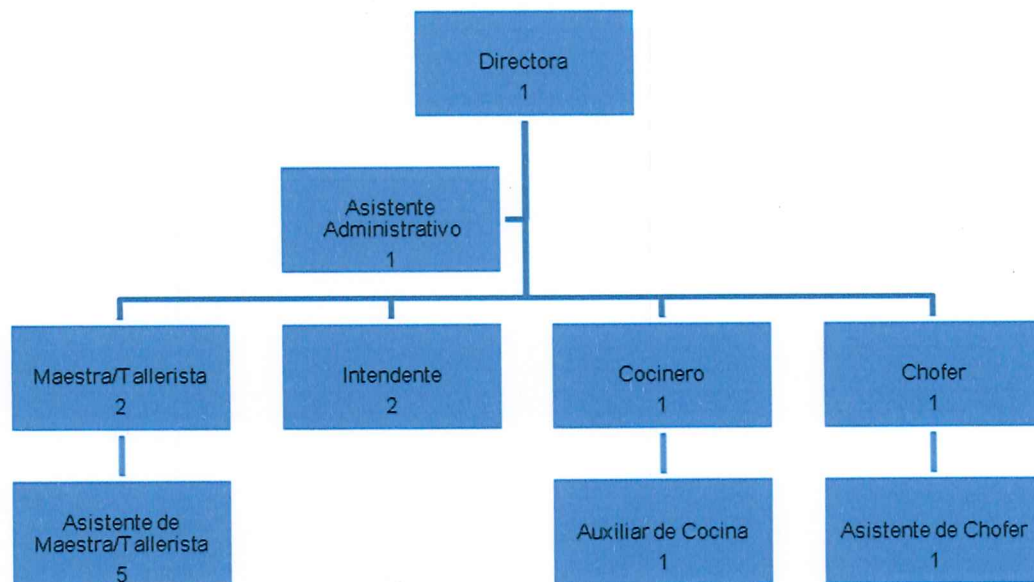 Directora
1
Asistente
Administrativo
1
Maestra/Tallerista
2
Intendente
2
Cocinero
1
Chofer
1
Asistente de
Maestra/Tallerista
5
Auxiliar de Cocina
1
Asistente de Chofer
1